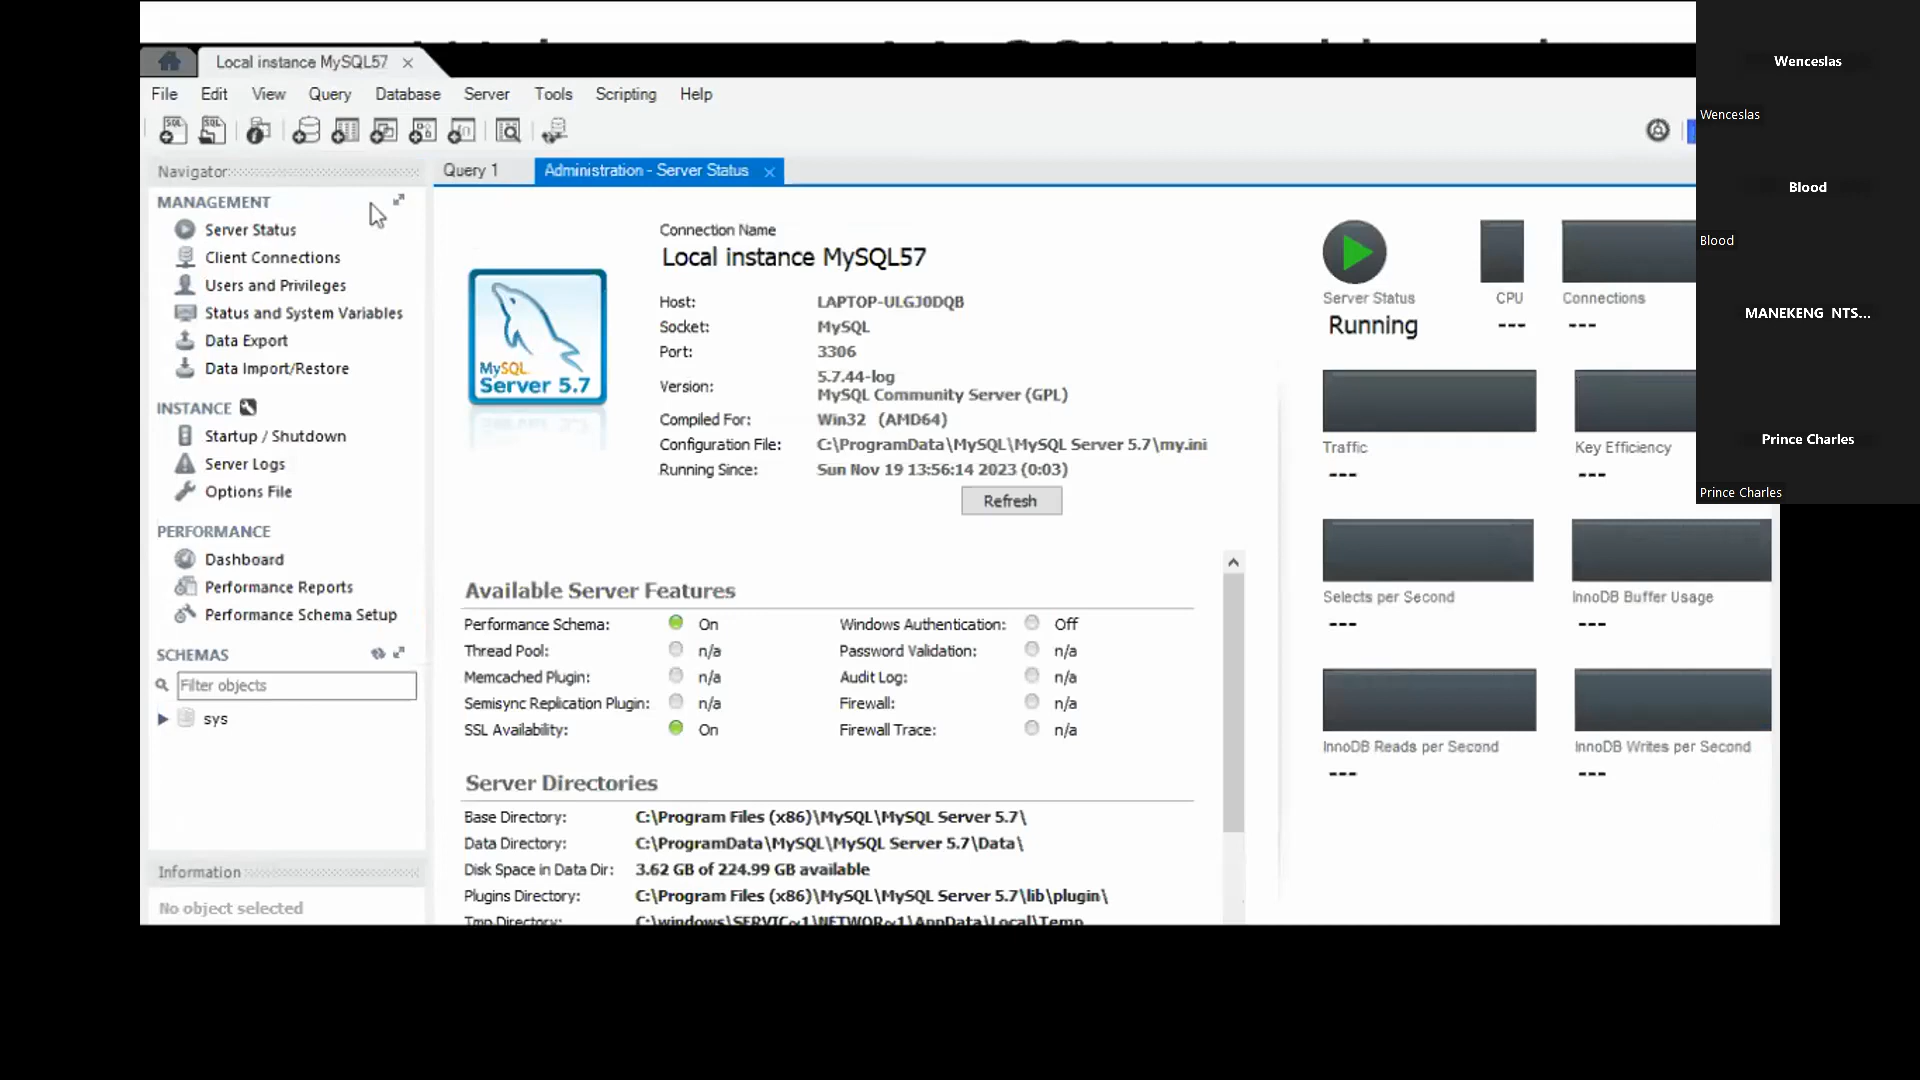 Local instance MySQL57
File Edit View Query Database Server Tools Scripting Help
Navigator
MANAGEMENT
Server Status
Client Connections
Users and Privileges
Status and System Variables
Data Export
Data Import/Restore
INSTANCE
Startup / Shutdown
Server Logs
Options File
PERFORMANCE
Dashboard
Performance Reports
Performance Schema Setup
SCHEMAS
Filter objects
sys
Information
No object selected
Query 1
Administration - Server Status
Connection Name
Local instance MySQL57
MySQL
Server 5.7
Host: LAPTOP-ULGJ0DQB
Socket: MySQL
Port: 3306
Version: 5.7.44-log
MySQL Community Server (GPL)
Compiled For: Win32 (AMD64)
Configuration File: C:\ProgramData\MySQL\MySQL Server 5.7\my.ini
Running Since: Sun Nov 19 13:56:14 2023 (0:03)
Refresh
Available Server Features
Performance Schema: On Windows Authentication: Off
Thread Pool: n/a Password Validation: n/a
Memcached Plugin: n/a Audit Log: n/a
Semisync Replication Plugin: n/a Firewall: n/a
SSL Availability: On Firewall Trace: n/a
Server Directories
Base Directory: C:\Program Files (x86)\MySQL\MySQL Server 5.7\
Data Directory: C:\ProgramData\MySQL\MySQL Server 5.7\Data\
Disk Space in Data Dir: 3.62 GB of 224.99 GB available
Plugins Directory: C:\Program Files (x86)\MySQL\MySQL Server 5.7\lib\plugin\
Tmp Directory: C:\windows\SERVIC~1\NETWOR~1\AppData\Local\Temp
Server Status CPU Connections
Running --- ---
Traffic Key Efficiency
--- ---
Selects per Second InnoDB Buffer Usage
--- ---
InnoDB Reads per Second InnoDB Writes per Second
--- ---
Wenceslas
Wenceslas
Blood
Blood
MANEKENG NTS...
Prince Charles
Prince Charles